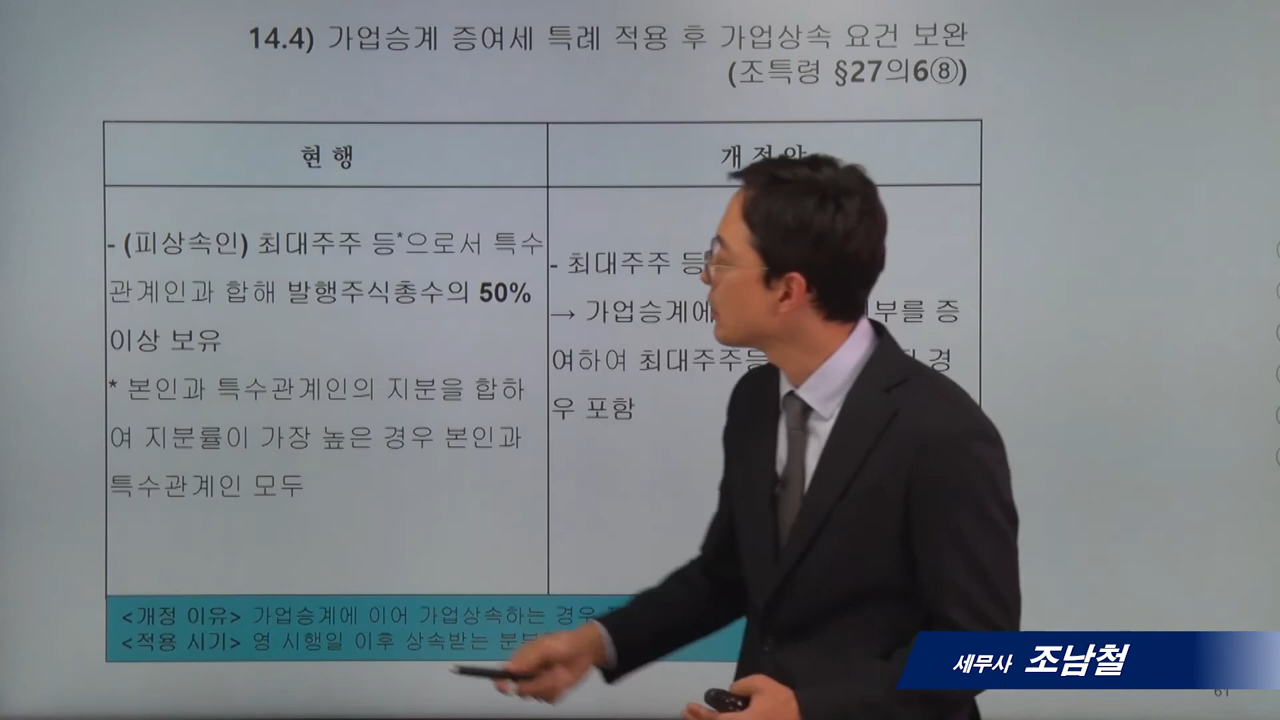 14.4) 가업승계 증여세 특례 적용 후 가업상속 요건 보완
(조특령 §27의6⑧)
현 행
개 정 안
- (피상속인) 최대주주 등*으로서 특수
관계인과 합해 발행주식총수의 50%
이상 보유
* 본인과 특수관계인의 지분을 합하
여 지분률이 가장 높은 경우 본인과
특수관계인 모두
- 최대주주 등
→ 가업승계에 부를 증
여하여 최대주주등 경
우 포함
<개정 이유> 가업승계에 이어 가업상속하는 경우
<적용 시기> 영 시행일 이후 상속받는
세무사 조남철
61